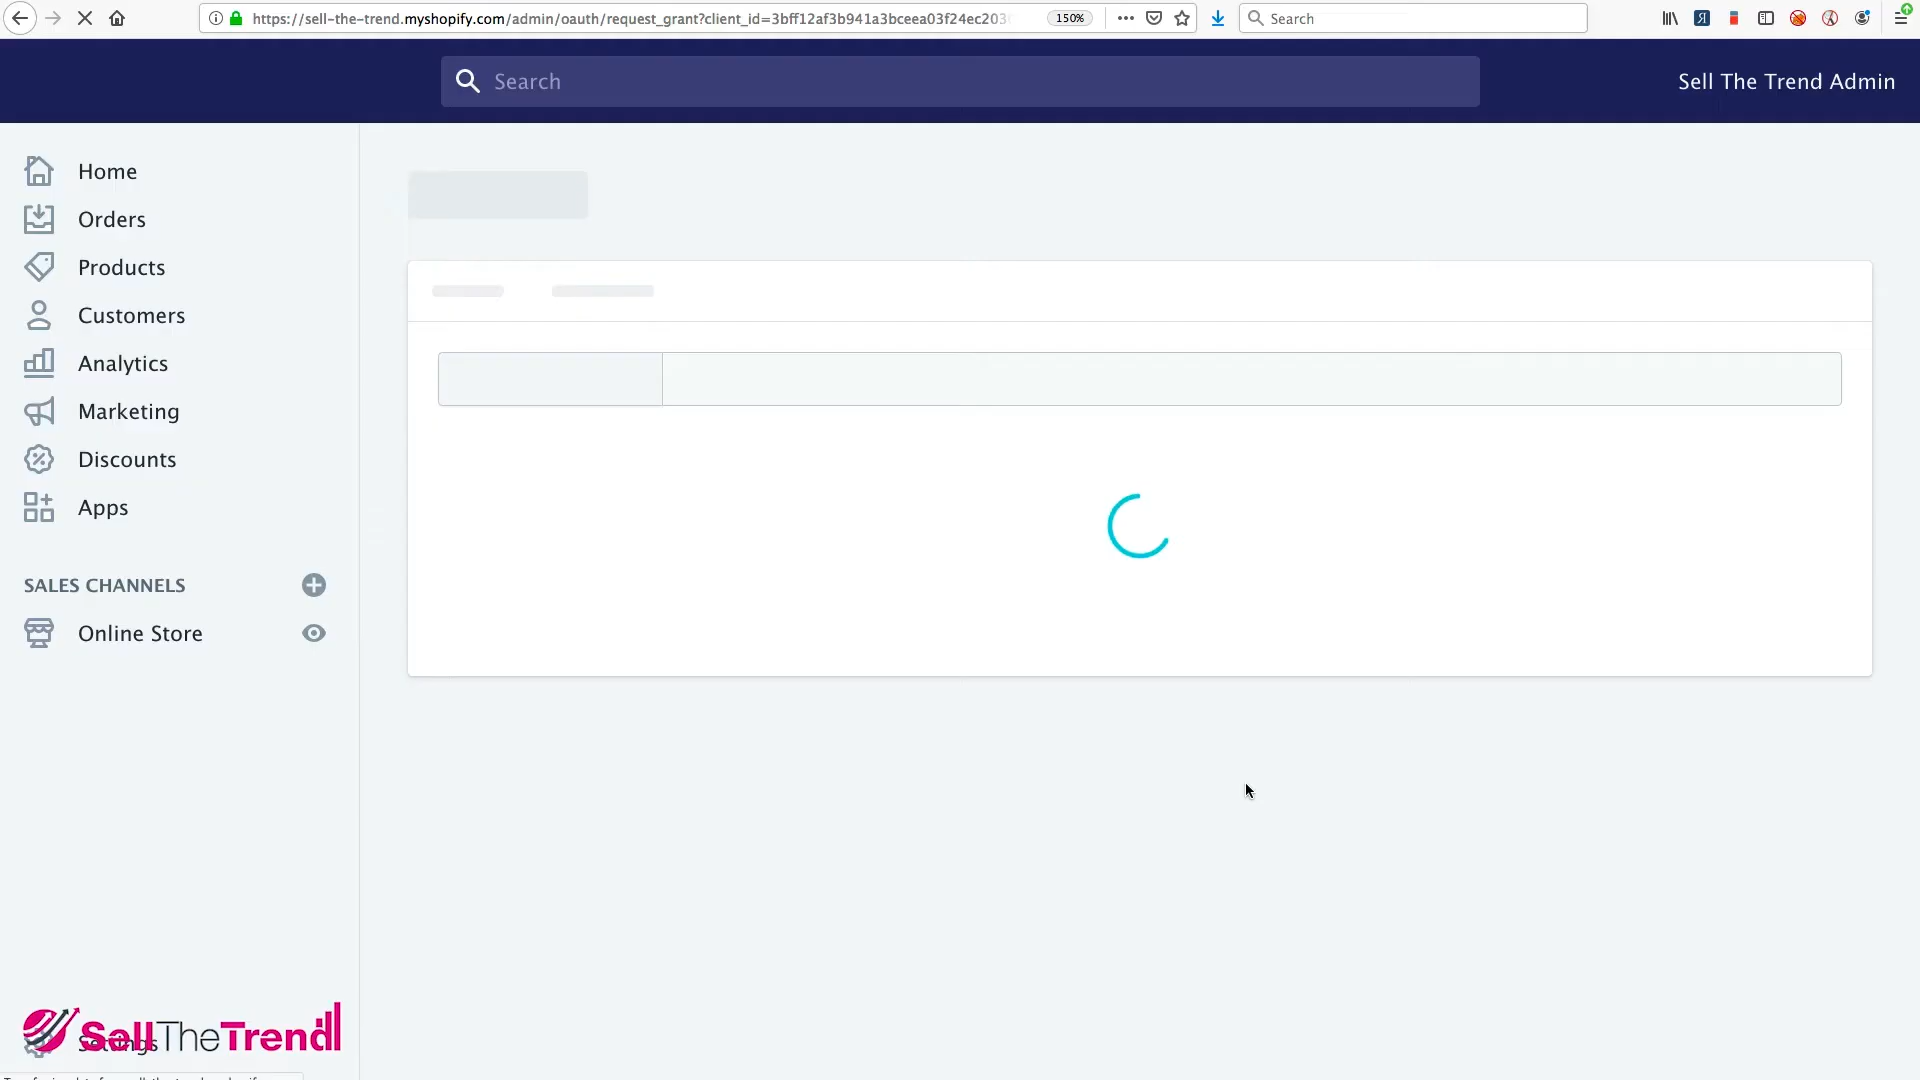 https://sell-the-trend.myshopify.com/admin/oauth/request_grant?client_id=3bff12af3b941a3bceea03f24ec203
150%
Search
Search
Sell The Trend Admin
Home
Orders
Products
Customers
Analytics
Marketing
Discounts
Apps
SALES CHANNELS
Online Store
SellTheTrend
Settings